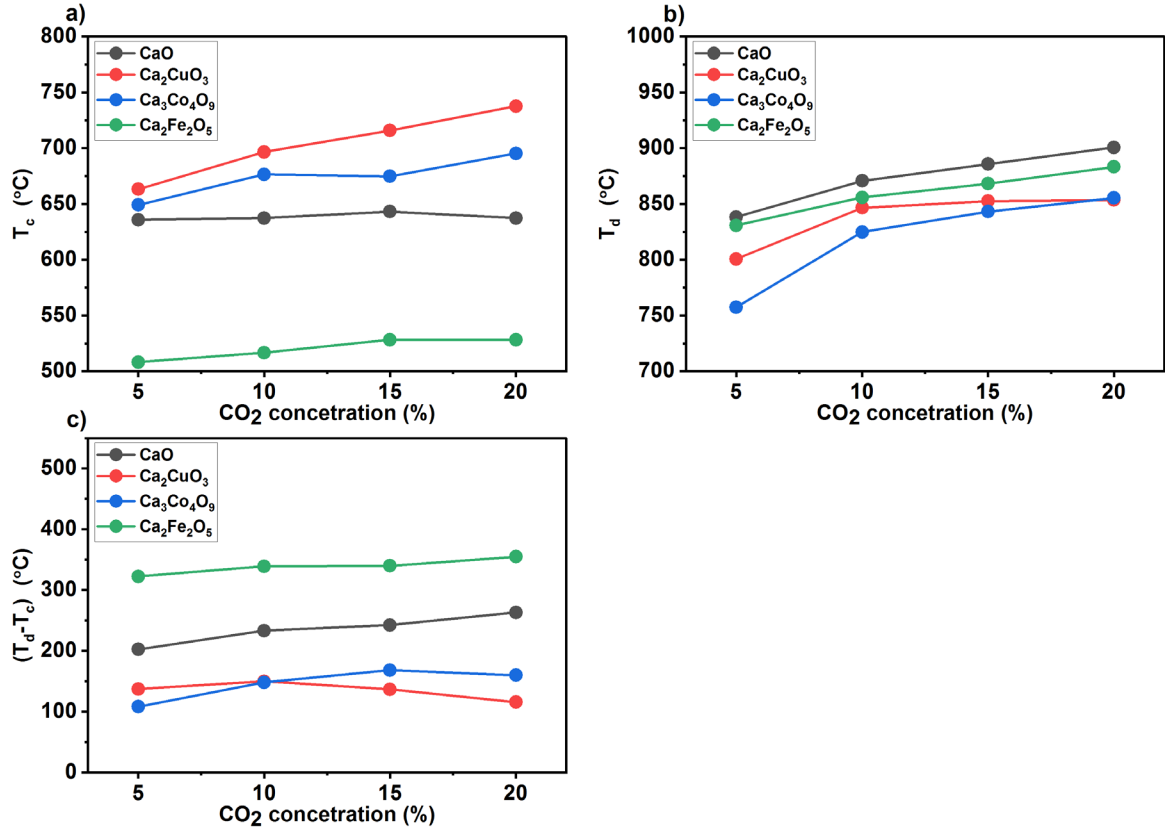 a)
800
750
700
650
600
550
500
T_c (°C)
CaO
Ca₂CuO₃
Ca₃Co₄O₉
Ca₂Fe₂O₅
5 10 15 20
CO₂ concetration (%)
b)
1000
950
900
850
800
750
700
T_d (°C)
CaO
Ca₂CuO₃
Ca₃Co₄O₉
Ca₂Fe₂O₅
5 10 15 20
CO₂ concetration (%)
c)
500
400
300
200
100
0
(T_d-T_c) (°C)
CaO
Ca₂CuO₃
Ca₃Co₄O₉
Ca₂Fe₂O₅
5 10 15 20
CO₂ concetration (%)